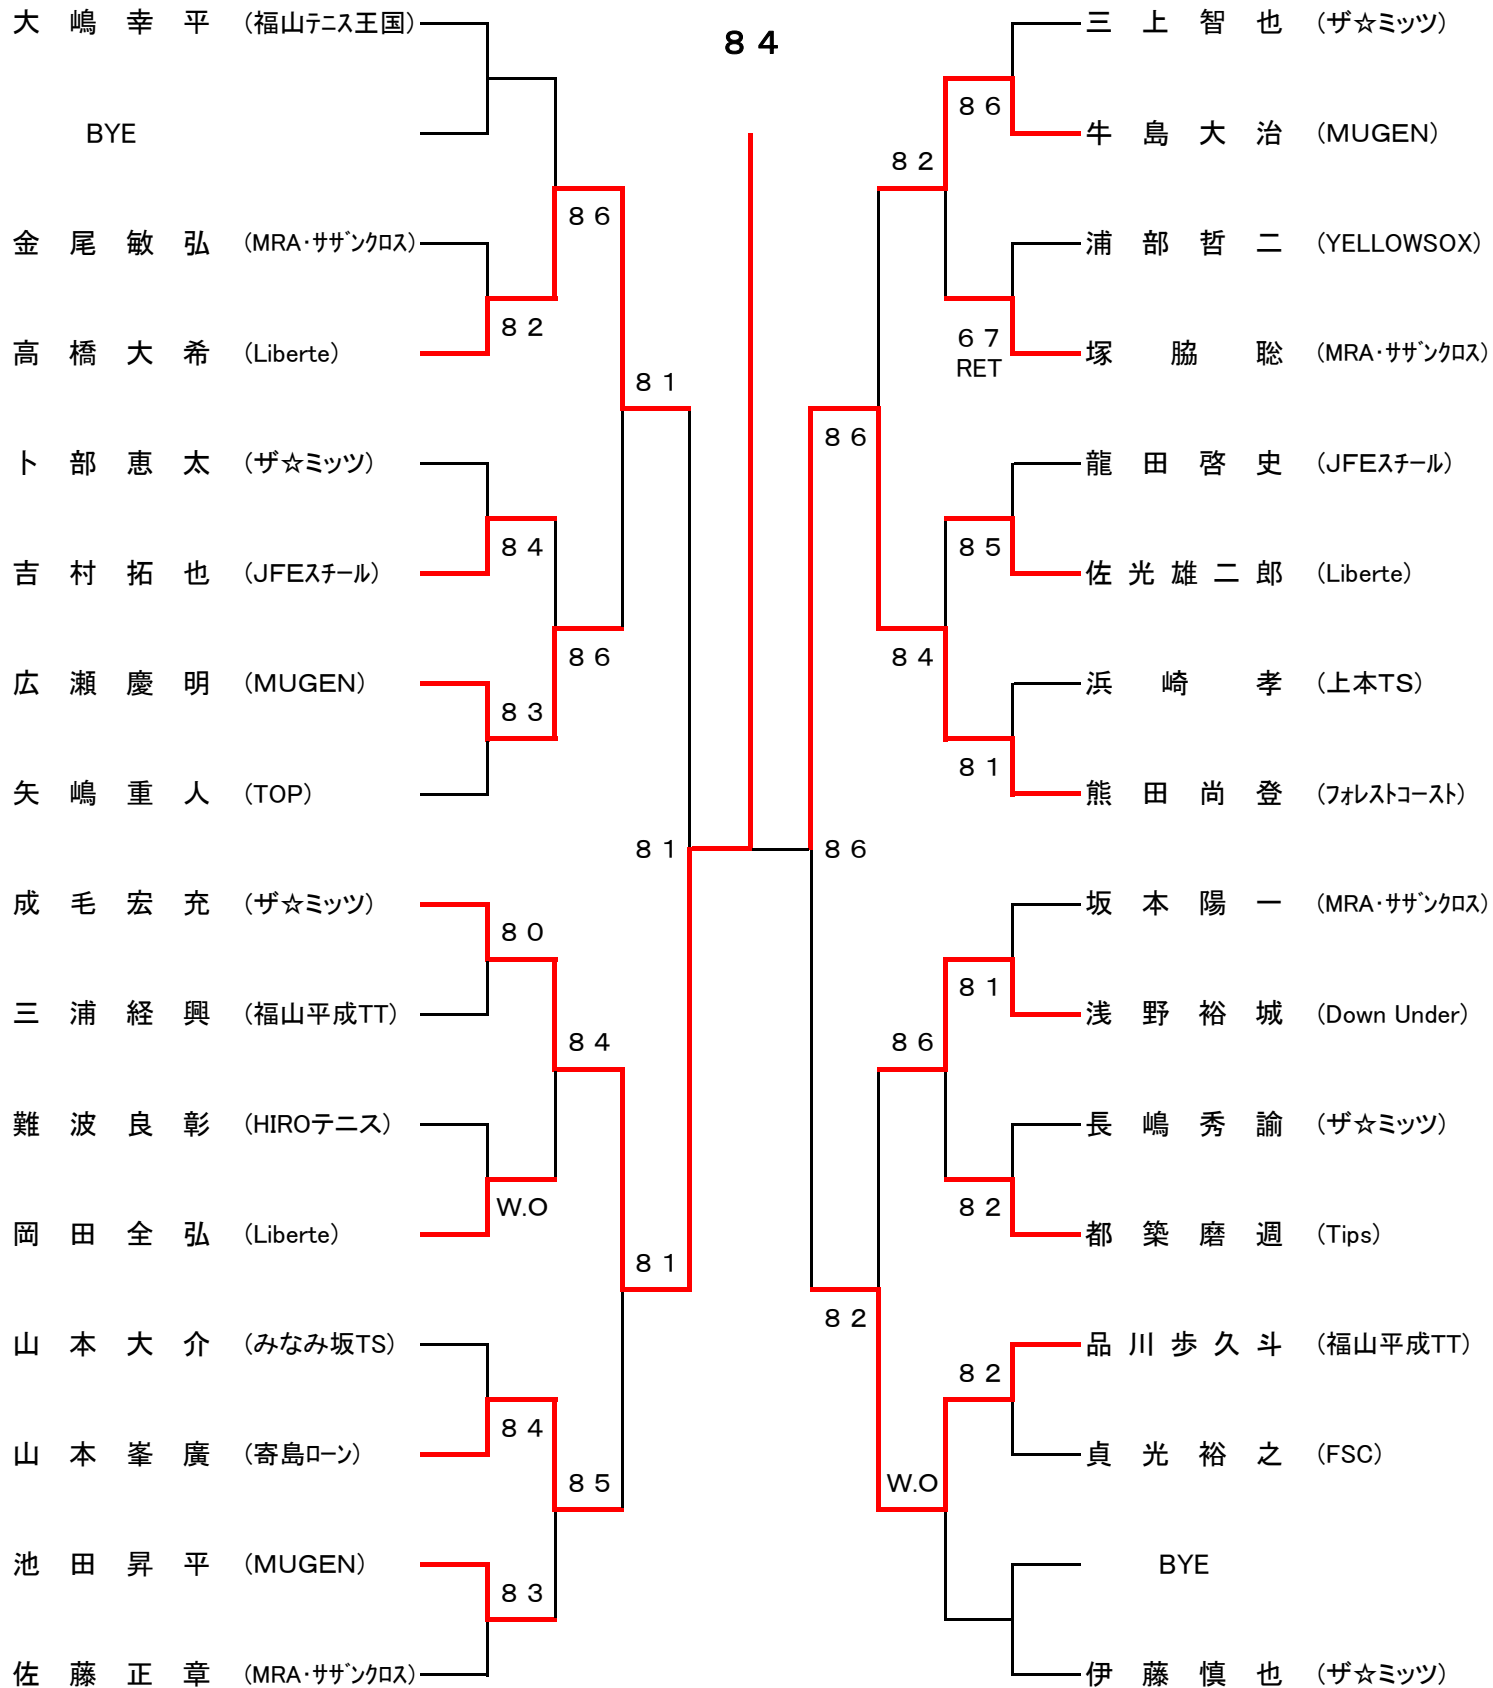 ８４
大嶋幸平 (福山ﾃﾆｽ王国)
BYE
８６
金尾敏弘 (MRA・ｻｻﾞﾝｸﾛｽ)
８２
高橋大希 (Liberte)
８１
卜部恵太 (ザ☆ミッツ)
８４
吉村拓也 (JFEｽﾁｰﾙ)
８６
広瀬慶明 (MUGEN)
８３
矢嶋重人 (TOP)
８１
成毛宏充 (ザ☆ミッツ)
８０
三浦経興 (福山平成TT)
８４
難波良彰 (HIROテニス)
W.O
岡田全弘 (Liberte)
８１
山本大介 (みなみ坂TS)
８４
山本峯廣 (寄島ﾛｰﾝ)
８５
池田昇平 (MUGEN)
８３
佐藤正章 (MRA・ｻｻﾞﾝｸﾛｽ)
三上智也 (ザ☆ミッツ)
８６
牛島大治 (MUGEN)
８２
浦部哲二 (YELLOWSOX)
６７
RET
塚脇聡 (MRA・ｻｻﾞﾝｸﾛｽ)
８６
龍田啓史 (JFEｽﾁｰﾙ)
８５
佐光雄二郎 (Liberte)
８４
浜崎孝 (上本TS)
８１
熊田尚登 (ﾌｫﾚｽﾄｺｰｽﾄ)
８６
坂本陽一 (MRA・ｻｻﾞﾝｸﾛｽ)
８１
浅野裕城 (Down Under)
８６
長嶋秀諭 (ザ☆ミッツ)
８２
都築磨週 (Tips)
８２
品川歩久斗 (福山平成TT)
８２
貞光裕之 (FSC)
W.O
BYE
伊藤慎也 (ザ☆ミッツ)